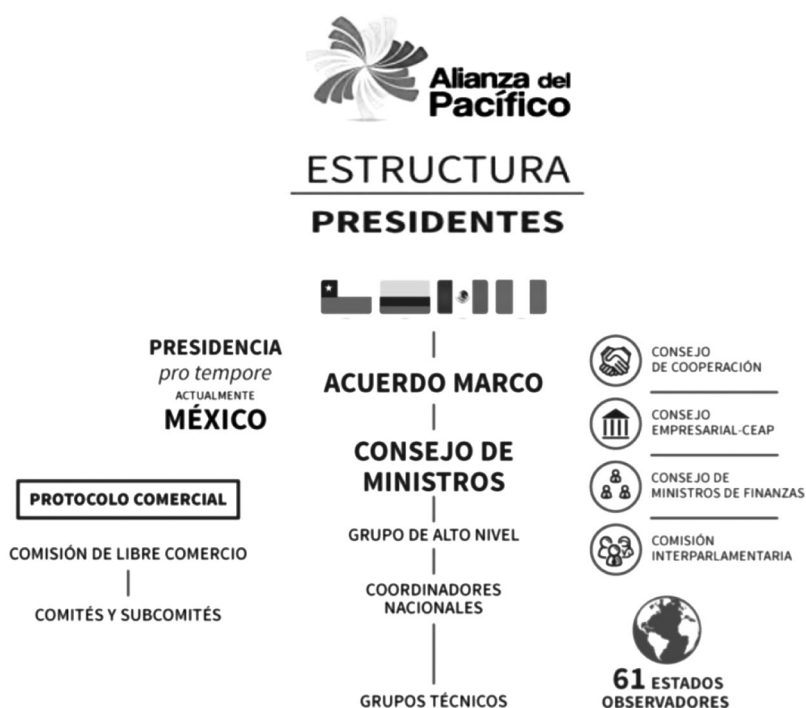 Alianza del
Pacífico
ESTRUCTURA
PRESIDENTES
PRESIDENCIA
pro tempore
ACTUALMENTE
MÉXICO
PROTOCOLO COMERCIAL
COMISIÓN DE LIBRE COMERCIO
COMITÉS Y SUBCOMITÉS
ACUERDO MARCO
CONSEJO DE
MINISTROS
GRUPO DE ALTO NIVEL
COORDINADORES
NACIONALES
GRUPOS TÉCNICOS
CONSEJO
DE COOPERACIÓN
CONSEJO
EMPRESARIAL-CEAP
CONSEJO DE
MINISTROS DE FINANZAS
COMISIÓN
INTERPARLAMENTARIA
61 ESTADOS
OBSERVADORES